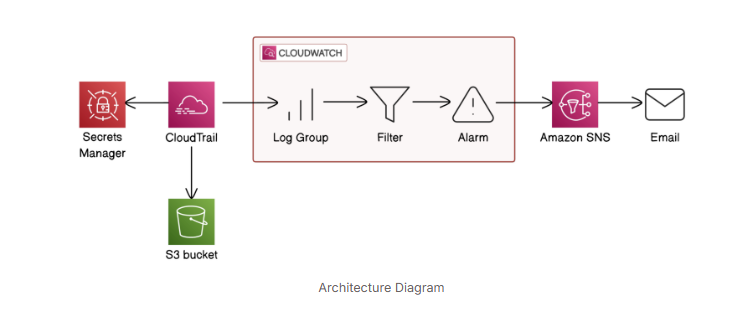 CLOUDWATCH
Secrets
Manager
CloudTrail
Log Group
Filter
Alarm
Amazon SNS
Email
S3 bucket
Architecture Diagram